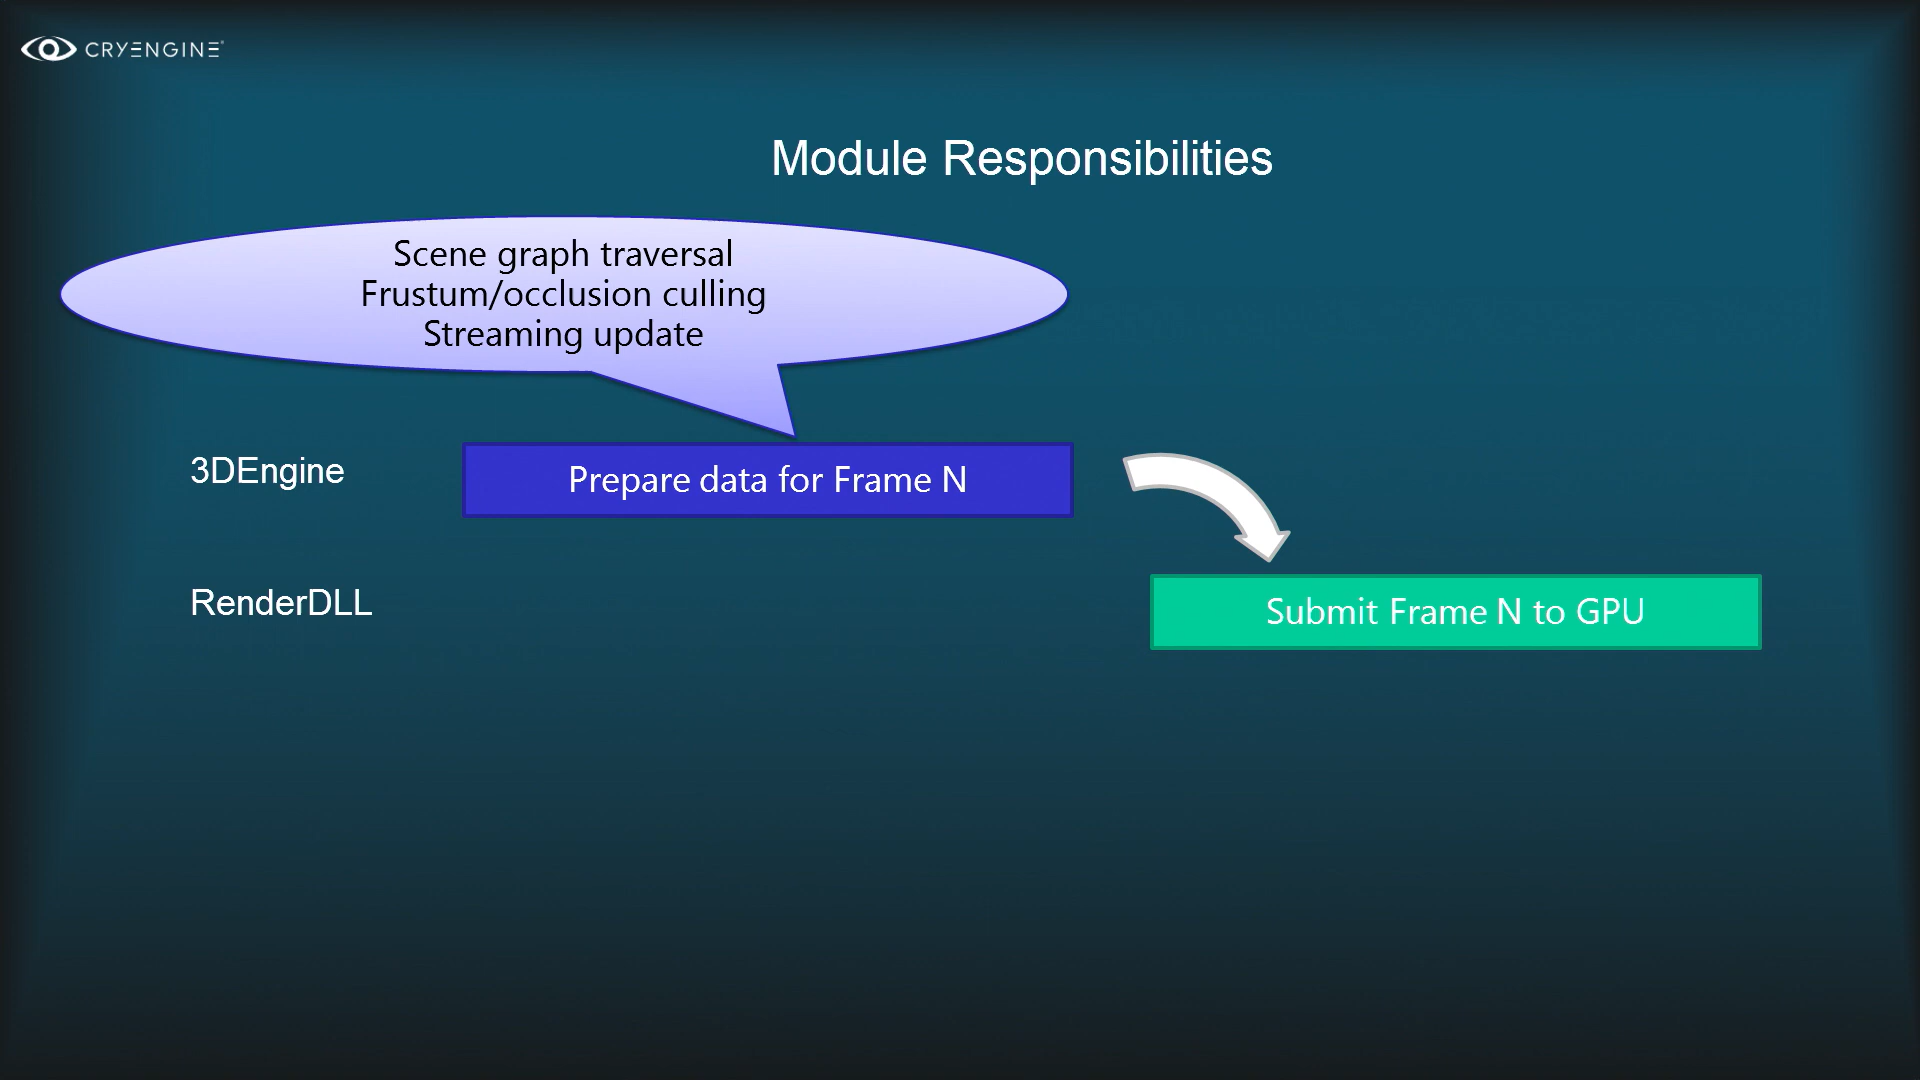 CRYENGINE
Module Responsibilities
Scene graph traversal
Frustum/occlusion culling
Streaming update
3DEngine
Prepare data for Frame N
RenderDLL
Submit Frame N to GPU